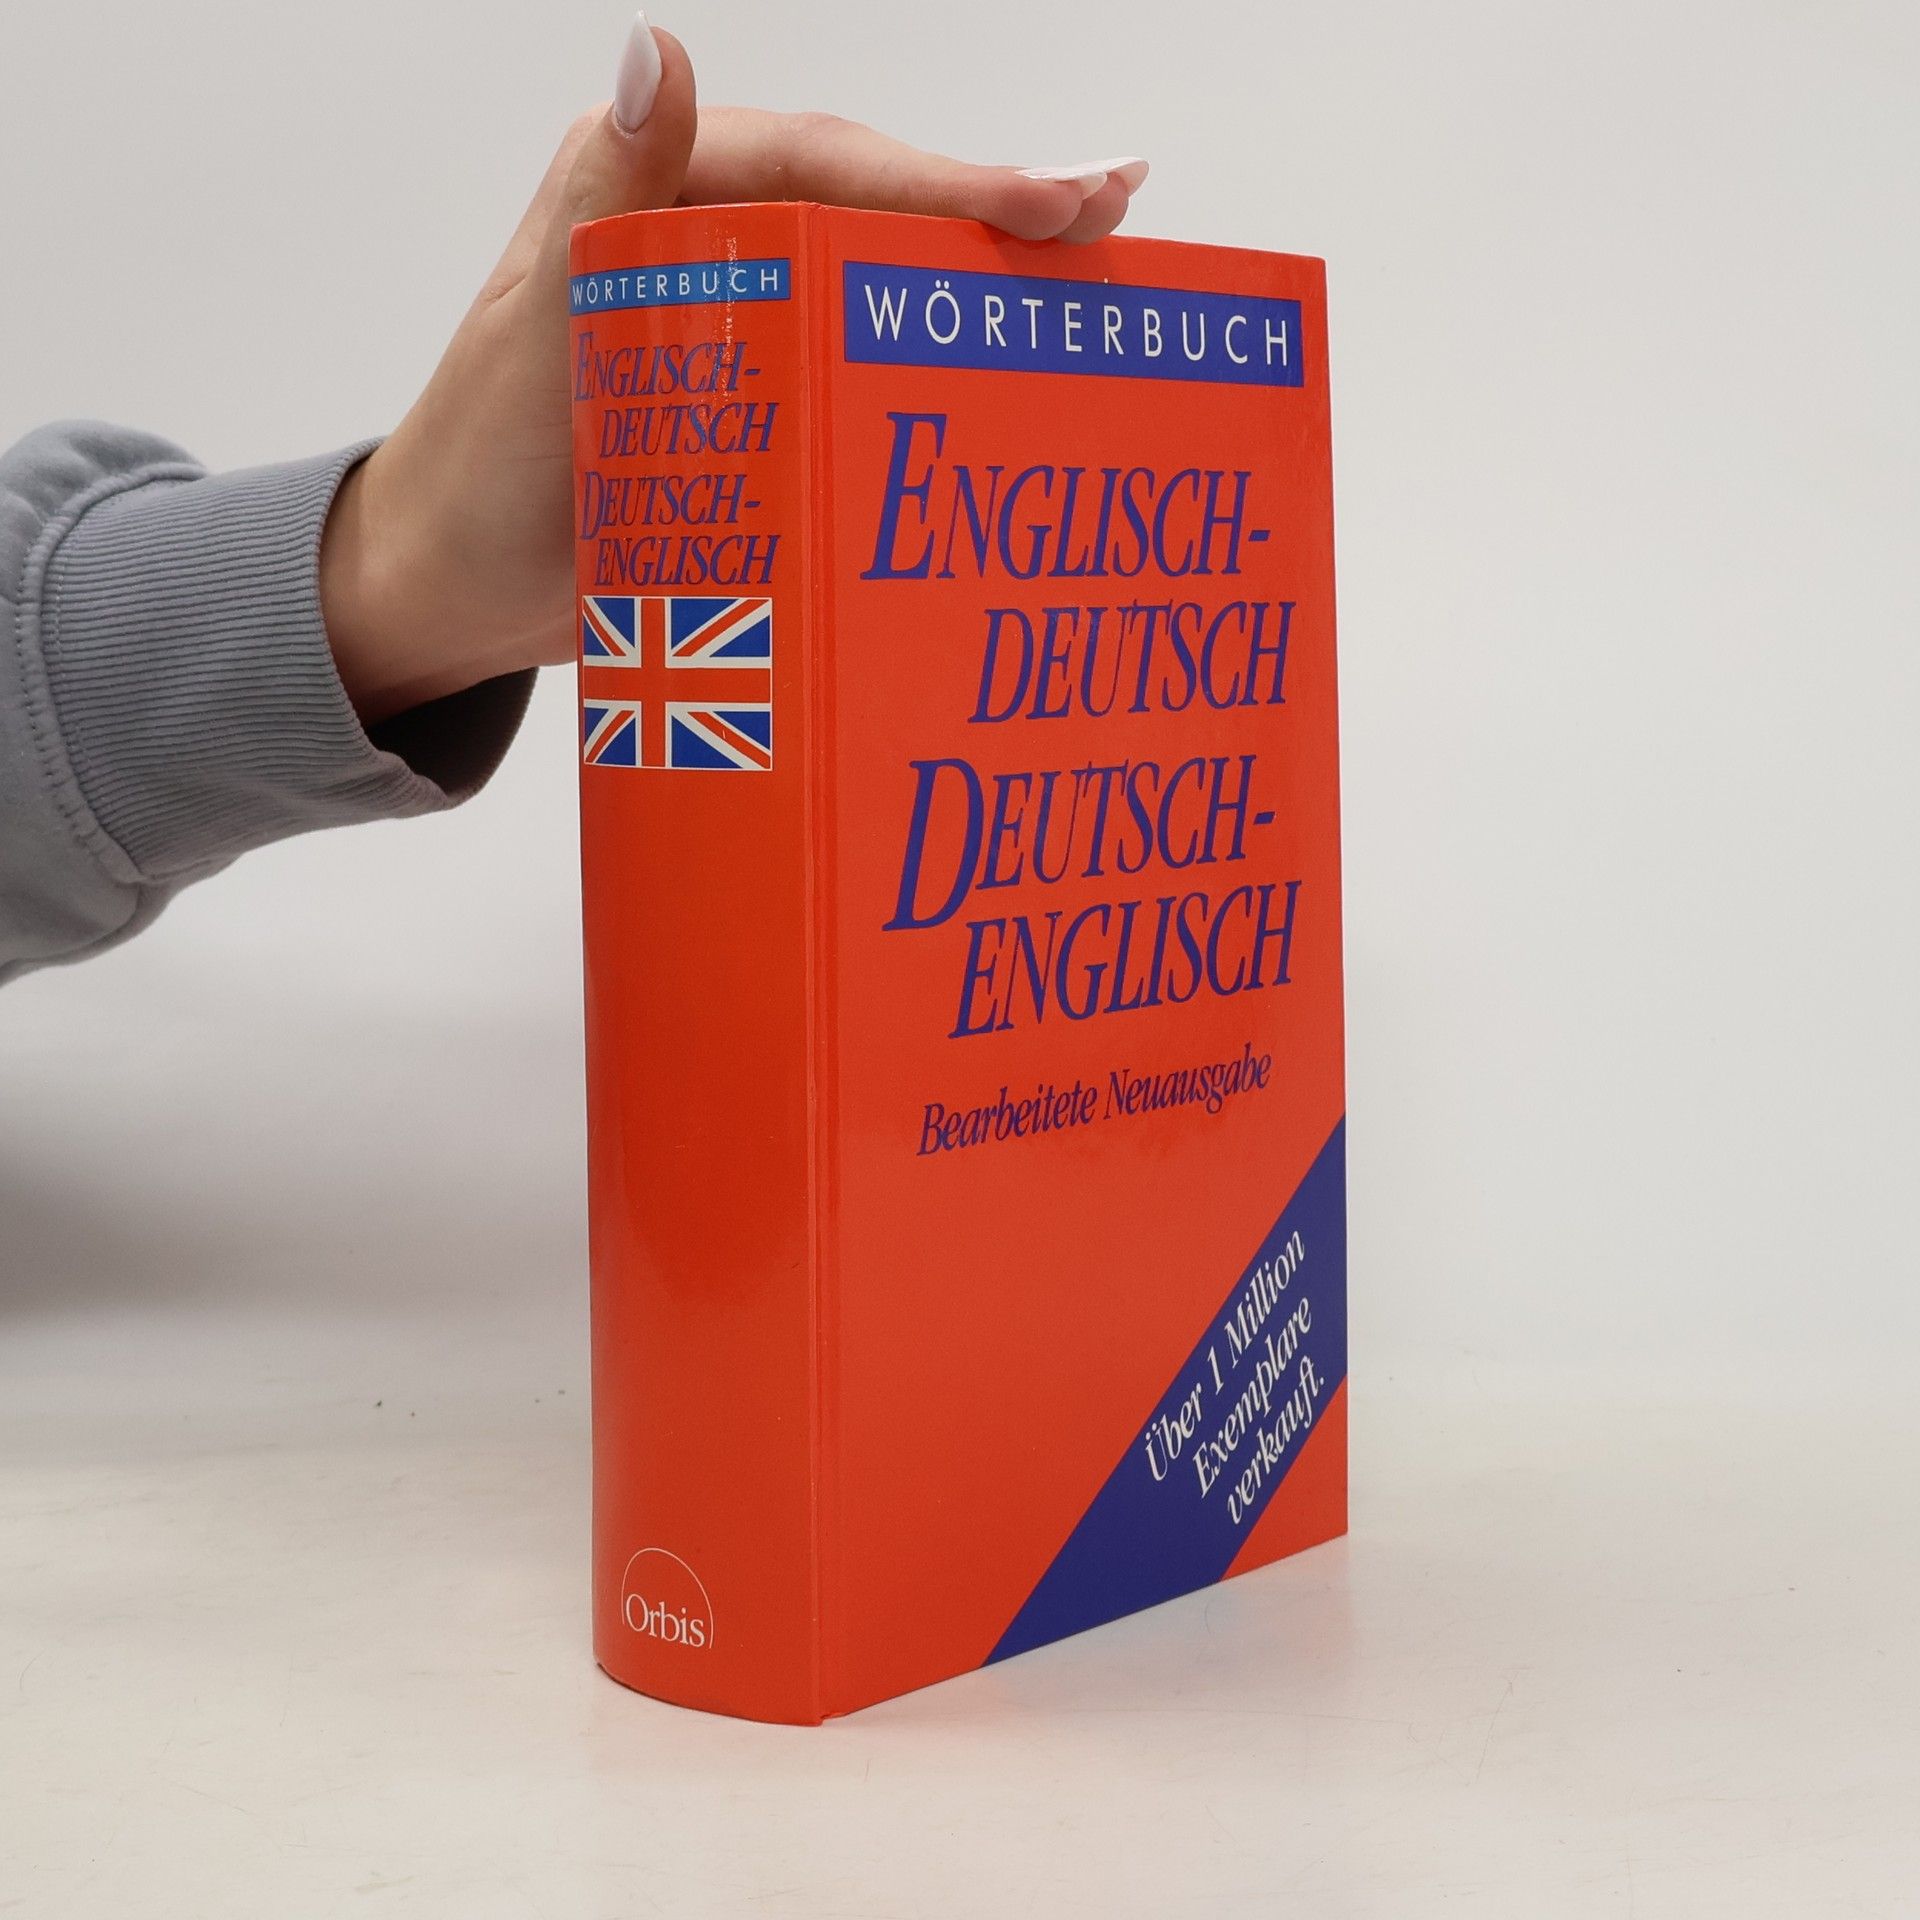 WÖRTERBUCH
ENGLISCH-
DEUTSCH
DEUTSCH-
ENGLISCH
Orbis
WÖRTERBUCH
ENGLISCH-
DEUTSCH
DEUTSCH-
ENGLISCH
Bearbeitete Neuausgabe
Über 1 Million
Exemplare
verkauft.